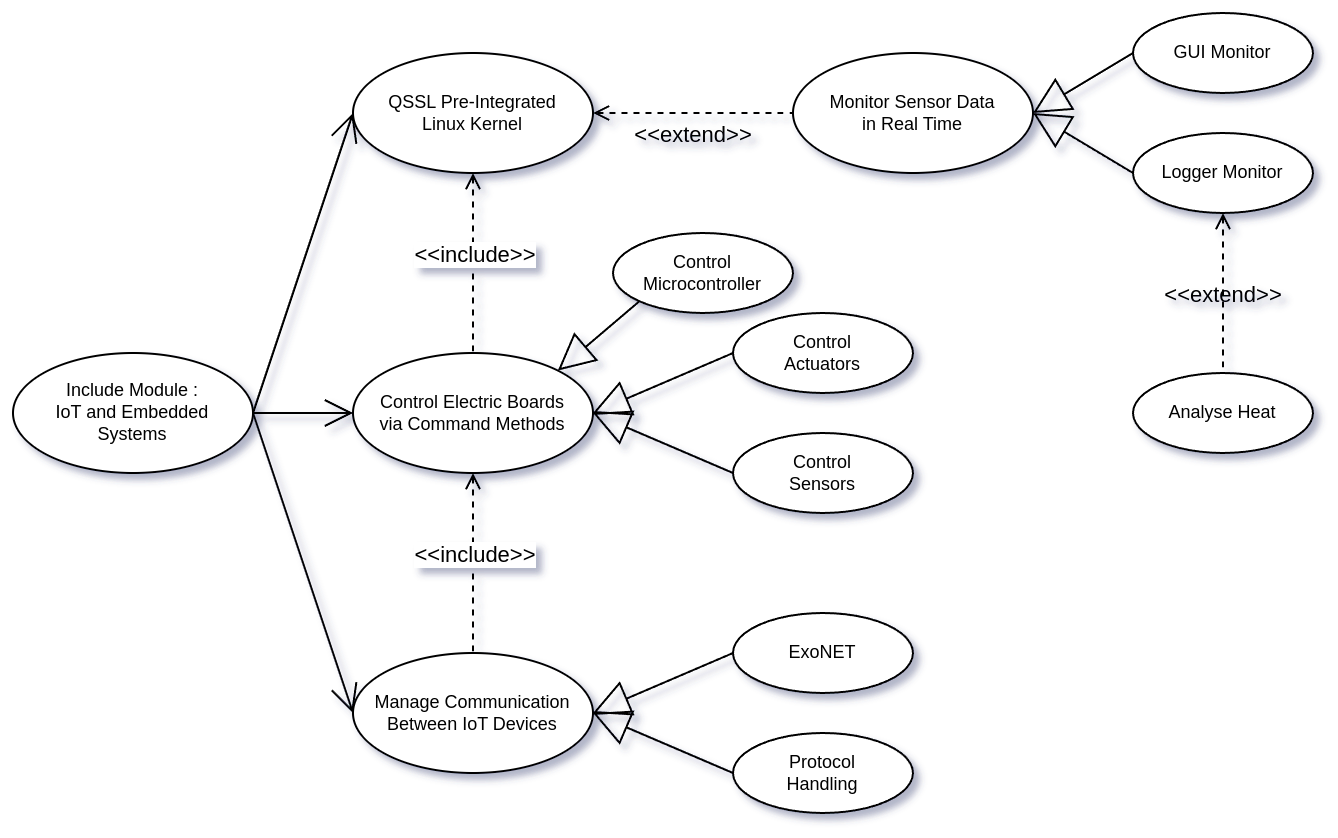 GUI Monitor
QSSL Pre-Integrated
Linux Kernel
Monitor Sensor Data
in Real Time
<<extend>>
Logger Monitor
<<include>>
Control
Microcontroller
<<extend>>
Control
Actuators
Include Module :
IoT and Embedded
Systems
Control Electric Boards
via Command Methods
Analyse Heat
Control
Sensors
<<include>>
ExoNET
Manage Communication
Between IoT Devices
Protocol
Handling